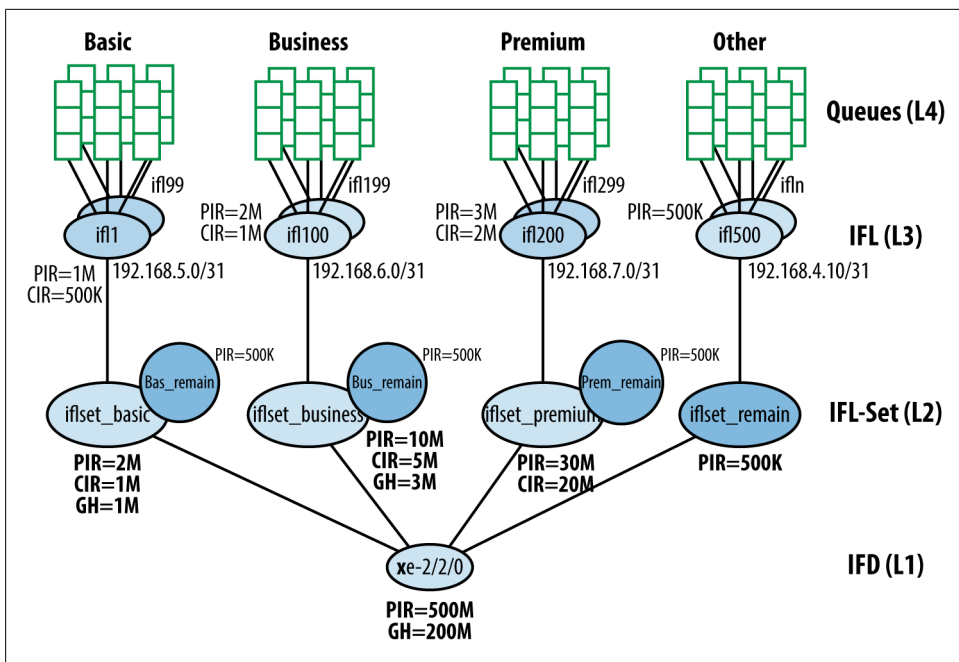 Basic
Business
Premium
Other
Queues (L4)
ifl99
ifl199
ifl299
ifln
PIR=2M
CIR=1M
PIR=3M
CIR=2M
PIR=500K
ifl1
ifl100
ifl200
ifl500
IFL (L3)
PIR=1M
CIR=500K
192.168.5.0/31
192.168.6.0/31
192.168.7.0/31
192.168.4.10/31
PIR=500K
PIR=500K
PIR=500K
Bas_remain
Bus_remain
Prem_remain
iflset_basic
iflset_business
iflset_premium
iflset_remain
IFL-Set (L2)
PIR=2M
CIR=1M
GH=1M
PIR=10M
CIR=5M
GH=3M
PIR=30M
CIR=20M
PIR=500K
xe-2/2/0
IFD (L1)
PIR=500M
GH=200M